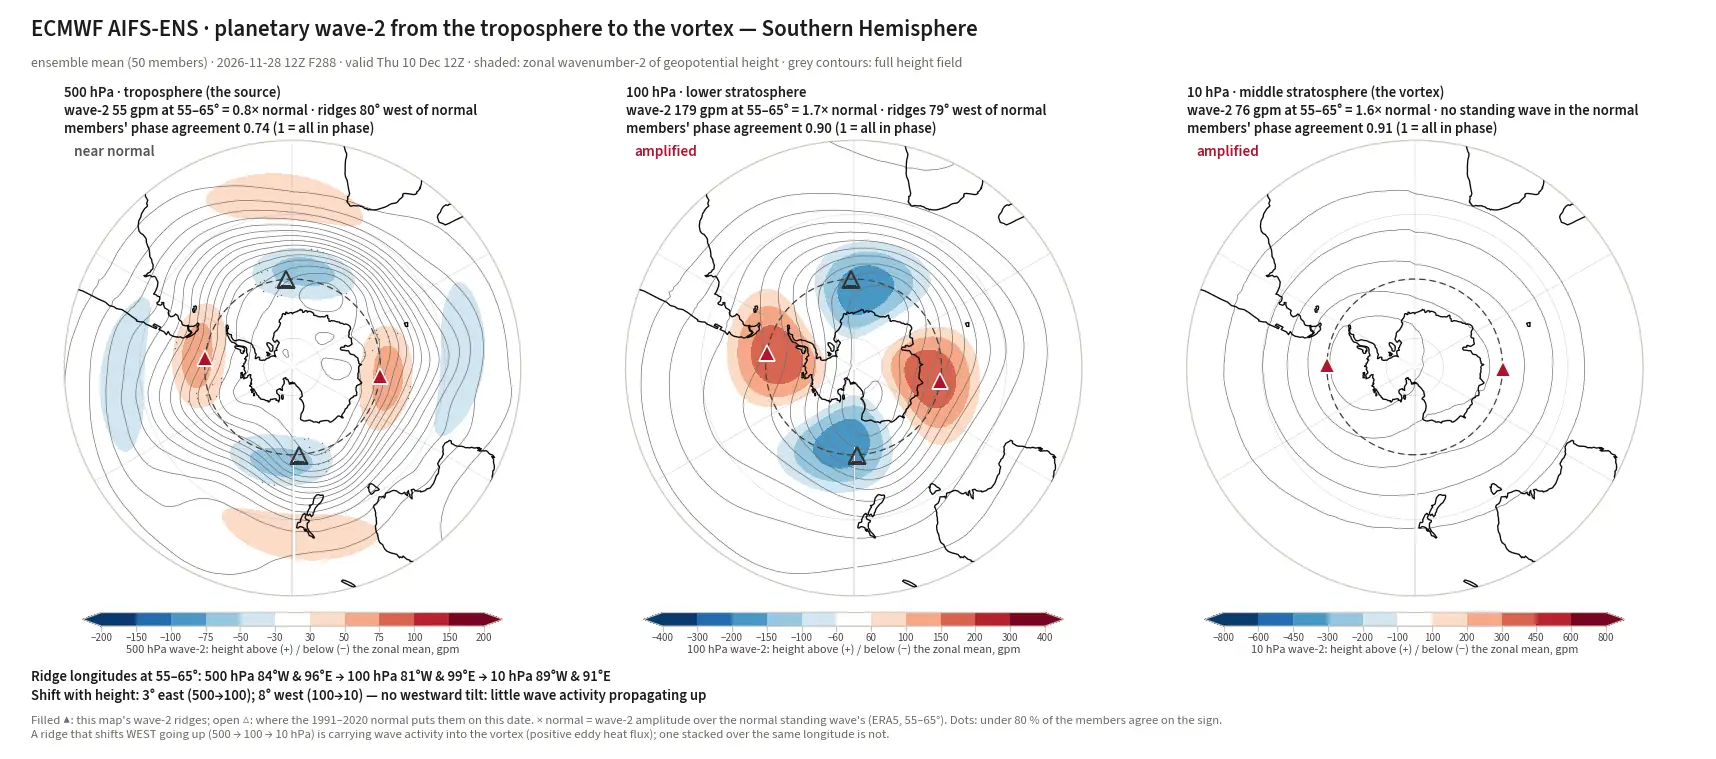 ECMWF AIFS-ENS · planetary wave-2 from the troposphere to the vortex — Southern Hemisphere
ensemble mean (50 members) · 2026-11-28 12Z F288 · valid Thu 10 Dec 12Z · shaded: zonal wavenumber-2 of geopotential height · grey contours: full height field
500 hPa · troposphere (the source)
wave-2 55 gpm at 55–65° = 0.8× normal · ridges 80° west of normal
members' phase agreement 0.74 (1 = all in phase)
near normal
100 hPa · lower stratosphere
wave-2 179 gpm at 55–65° = 1.7× normal · ridges 79° west of normal
members' phase agreement 0.90 (1 = all in phase)
amplified
10 hPa · middle stratosphere (the vortex)
wave-2 76 gpm at 55–65° = 1.6× normal · no standing wave in the normal
members' phase agreement 0.91 (1 = all in phase)
amplified
−200 −150 −100 −75 −50 −30 30 50 75 100 150 200
500 hPa wave-2: height above (+) / below (−) the zonal mean, gpm
−400 −300 −200 −150 −100 −60 60 100 150 200 300 400
100 hPa wave-2: height above (+) / below (−) the zonal mean, gpm
−800 −600 −450 −300 −200 −100 100 200 300 450 600 800
10 hPa wave-2: height above (+) / below (−) the zonal mean, gpm
Ridge longitudes at 55–65°: 500 hPa 84°W & 96°E → 100 hPa 81°W & 99°E → 10 hPa 89°W & 91°E
Shift with height: 3° east (500→100); 8° west (100→10) — no westward tilt: little wave activity propagating up
Filled ▲: this map's wave-2 ridges; open △: where the 1991–2020 normal puts them on this date. × normal = wave-2 amplitude over the normal standing wave's (ERA5, 55–65°). Dots: under 80 % of the members agree on the sign.
A ridge that shifts WEST going up (500 → 100 → 10 hPa) is carrying wave activity into the vortex (positive eddy heat flux); one stacked over the same longitude is not.